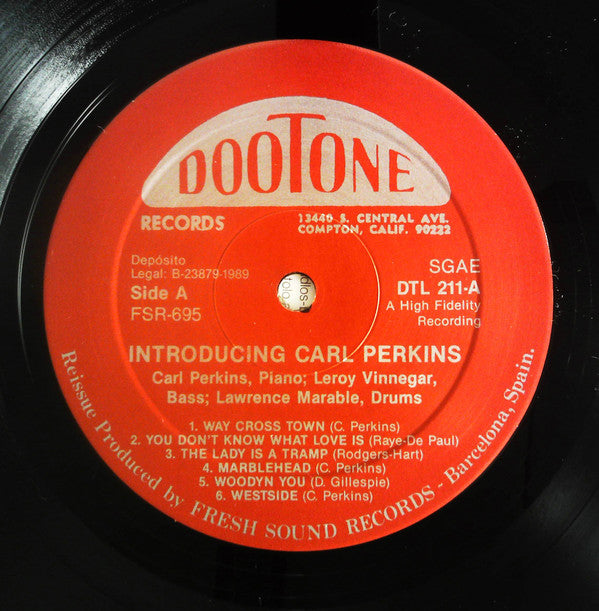 DOOTONE
RECORDS
13440 S. CENTRAL AVE.
COMPTON, CALIF. 90222
Depósito
Legal: B-23879-1989
Side A
FSR-695
SGAE
DTL 211-A
A High Fidelity
Recording
INTRODUCING CARL PERKINS
Carl Perkins, Piano; Leroy Vinnegar,
Bass; Lawrence Marable, Drums
1. WAY CROSS TOWN (C. Perkins)
2. YOU DON'T KNOW WHAT LOVE IS (Raye-De Paul)
3. THE LADY IS A TRAMP (Rodgers-Hart)
4. MARBLEHEAD (C. Perkins)
5. WOODYN YOU (D. Gillespie)
6. WESTSIDE (C. Perkins)
Reissue Produced by FRESH SOUND RECORDS - Barcelona, Spain.